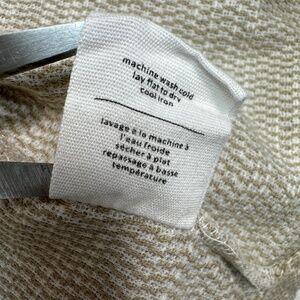 machine wash cold
lay flat to dry
cool iron
lavage à la machine à
l'eau froide
sécher à plat
repassage à basse
température